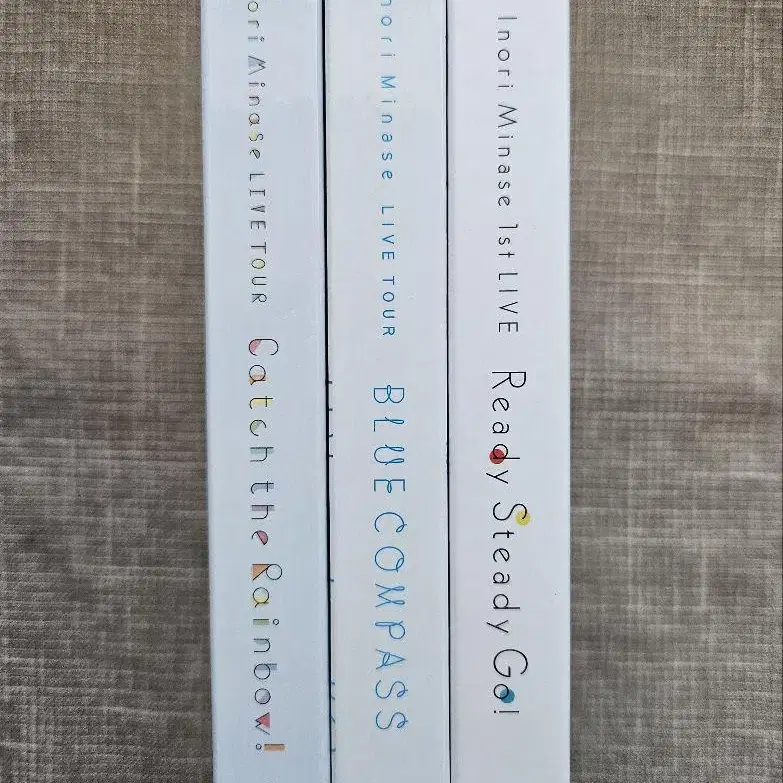 Inori Minase 1st LIVE Ready Steady Go!
nori Minase LIVE TOUR BLUE COMPASS
ori Minase LIVE TOUR Catch the Rainbow!